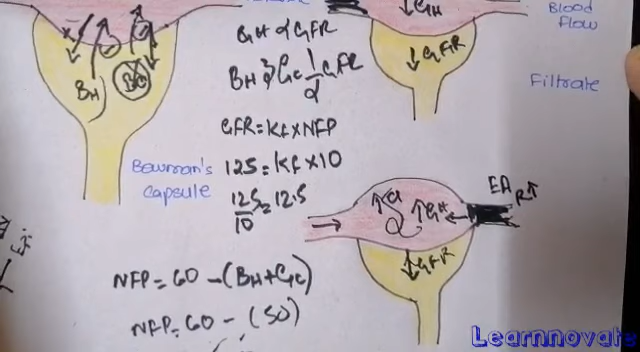 ↓GH
Blood
Flow
GH α GFR
↓GFR
BH } GC 1/α GFR
BH
Filtrate
GFR = Kf x NFP
Bowman's
capsule
125 = Kf x 10
125/10 = 12.5
EA
R↑
↑GH
↓GFR
NFP = 60 - (BH + GC)
NFP = 60 - (50)
Learnnovate